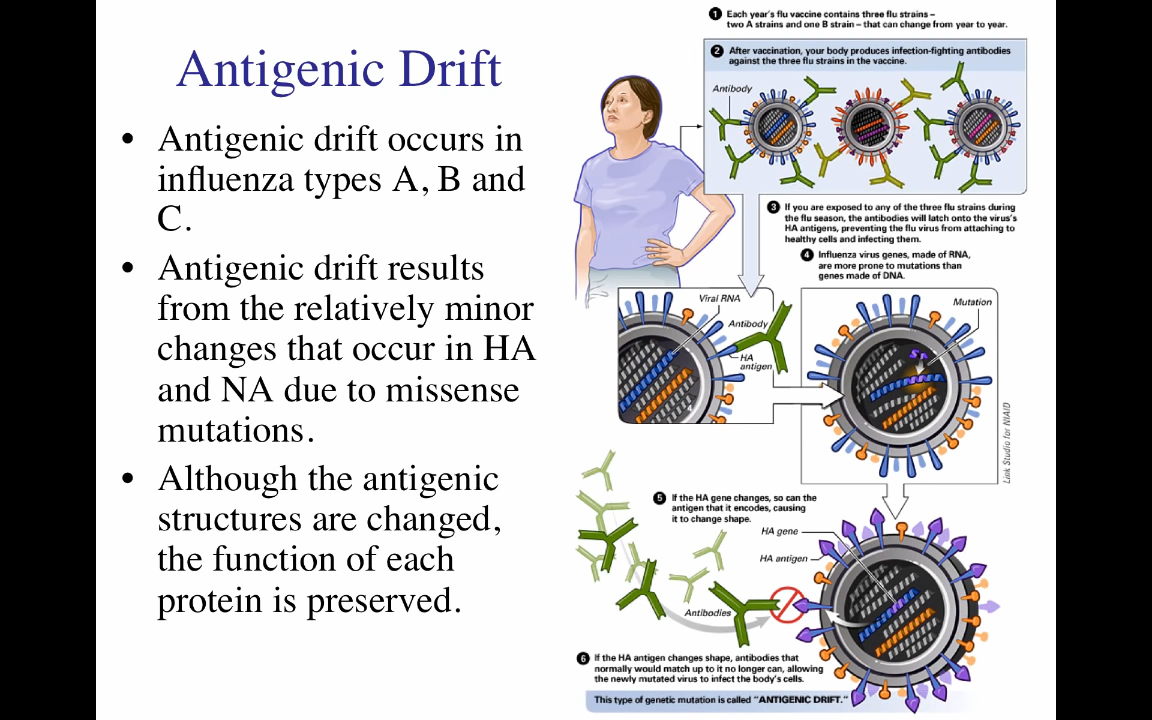 Antigenic Drift
• Antigenic drift occurs in
influenza types A, B and
C.
• Antigenic drift results
from the relatively minor
changes that occur in HA
and NA due to missense
mutations.
• Although the antigenic
structures are changed,
the function of each
protein is preserved.
1 Each year's flu vaccine contains three flu strains –
two A strains and one B strain – that can change from year to year.
2 After vaccination, your body produces infection-fighting antibodies
against the three flu strains in the vaccine.
Antibody
3 If you are exposed to any of the three flu strains during
the flu season, the antibodies will latch onto the virus's
HA antigens, preventing the flu virus from attaching to
healthy cells and infecting them.
4 Influenza virus genes, made of RNA,
are more prone to mutations than
genes made of DNA.
Viral RNA
Antibody
HA
antigen
Mutation
Link Studio for NIAID
5 If the HA gene changes, so can the
antigen that it encodes, causing
it to change shape.
HA gene
HA antigen
Antibodies
6 If the HA antigen changes shape, antibodies that
normally would match up to it no longer can, allowing
the newly mutated virus to infect the body's cells.
This type of genetic mutation is called "ANTIGENIC DRIFT."